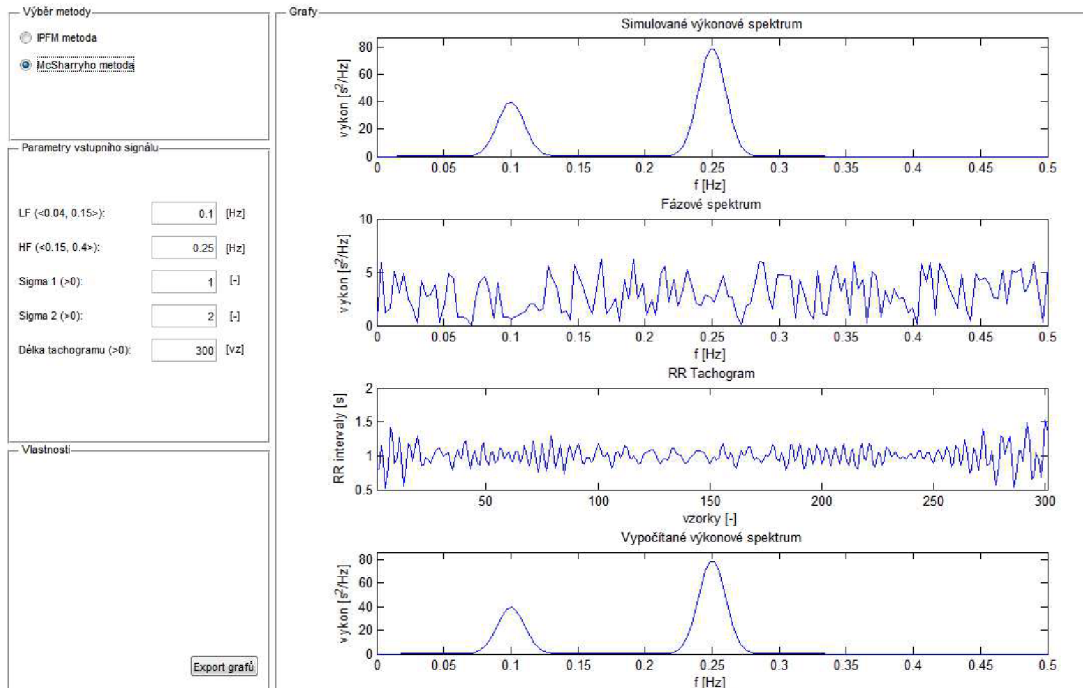 Výběr metody
IPFM metoda
McSharryho metoda
Parametry vstupního signálu
LF (<0.04, 0.15>): 0.1 [Hz]
HF (<0.15, 0.4>): 0.25 [Hz]
Sigma 1 (>0): 1 [-]
Sigma 2 (>0): 2 [-]
Délka tachogramu (>0): 300 [vz]
Vlastnosti
Export grafů
Grafy
Simulované výkonové spektrum
výkon [s²/Hz]
80
60
40
20
0
0 0.05 0.1 0.15 0.2 0.25 0.3 0.35 0.4 0.45 0.5
f [Hz]
Fázové spektrum
výkon [s²/Hz]
10
5
0
0 0.05 0.1 0.15 0.2 0.25 0.3 0.35 0.4 0.45 0.5
f [Hz]
RR Tachogram
RR intervaly [s]
2
1.5
1
0.5
50 100 150 200 250 300
vzorky [-]
Vypočítané výkonové spektrum
výkon [s²/Hz]
80
60
40
20
0
0 0.05 0.1 0.15 0.2 0.25 0.3 0.35 0.4 0.45 0.5
f [Hz]